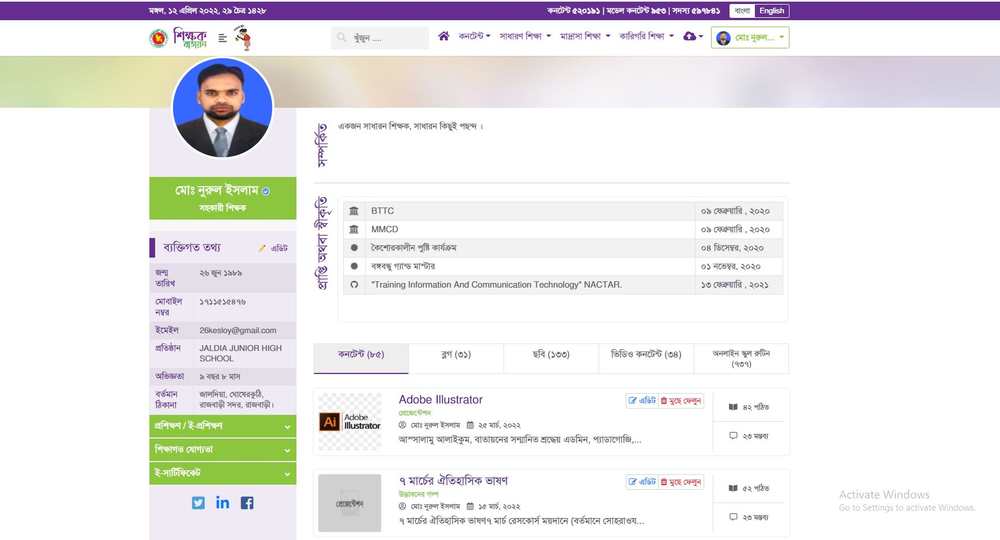 মঙ্গল, ১২ এপ্রিল ২০২২, ২৯ চৈত্র ১৪২৮
কনটেন্ট ৫২০১৯১ | মডেল কনটেন্ট ৯৫৩ | সদস্য ৫৯৭৮৪১
বাংলা English
শিক্ষক
বাতায়ন
খুঁজুন ....
কনটেন্ট
সাধারণ শিক্ষা
মাদ্রাসা শিক্ষা
কারিগরি শিক্ষা
মোঃ নুরুল...
মোঃ নুরুল ইসলাম
সহকারী শিক্ষক
ব্যক্তিগত তথ্য
এডিট
জন্ম তারিখ
২৬ জুন ১৯৮৯
মোবাইল নম্বর
১৭১১৫১৫৪৭৬
ইমেইল
26kesloy@gmail.com
প্রতিষ্ঠান
JALDIA JUNIOR HIGH
SCHOOL
অভিজ্ঞতা
৯ বছর ৮ মাস
বর্তমান ঠিকানা
জালদিয়া, ঘোষেরকুঠি,
রাজবাড়ী সদর, রাজবাড়ী।
প্রশিক্ষণ / ই-প্রশিক্ষণ
শিক্ষাগত যোগ্যতা
ই-সার্টিফিকেট
সম্পর্কিত
একজন সাধারন শিক্ষক, সাধারন কিছুই পছন্দ ।
প্রাপ্তি অথবা স্বীকৃতি
BTTC ০৯ ফেব্রুয়ারি , ২০২০
MMCD ০৯ ফেব্রুয়ারি , ২০২০
কৈশোরকালীন পুষ্টি কার্যক্রম ০৪ ডিসেম্বর, ২০২০
বঙ্গবন্ধু গ্যান্ড মাস্টার ০১ নভেম্বর, ২০২০
"Training Information And Communication Technology" NACTAR. ১৩ ফেব্রুয়ারি , ২০২১
কনটেন্ট (৮৫)
ব্লগ (৩১)
ছবি (১৩৩)
ভিডিও কনটেন্ট (৩৪)
অনলাইন স্কুল রুটিন
(৭৩৭)
Ai Adobe
Illustrator
Adobe Illustrator
এডিট মুছে ফেলুন
প্রেজেন্টেশন
মোঃ নুরুল ইসলাম ২৫ মার্চ, ২০২২
আস্সালামু আলাইকুম, বাতায়নের সন্মানিত শ্রদ্ধেয় এডমিন, প্যাডাগোজি,...
৪২ পঠিত
২৩ মন্তব্য
প্রেজেন্টেশন
৭ মার্চের ঐতিহাসিক ভাষণ
এডিট মুছে ফেলুন
উদ্ভাবনের গল্প
মোঃ নুরুল ইসলাম ১৫ মার্চ, ২০২২
৭ মার্চের ঐতিহাসিক ভাষণ৭ মার্চ রেসকোর্স ময়দানে (বর্তমানে সোহরাওয...
৫২ পঠিত
২৩ মন্তব্য
Activate Windows
Go to Settings to activate Windows.